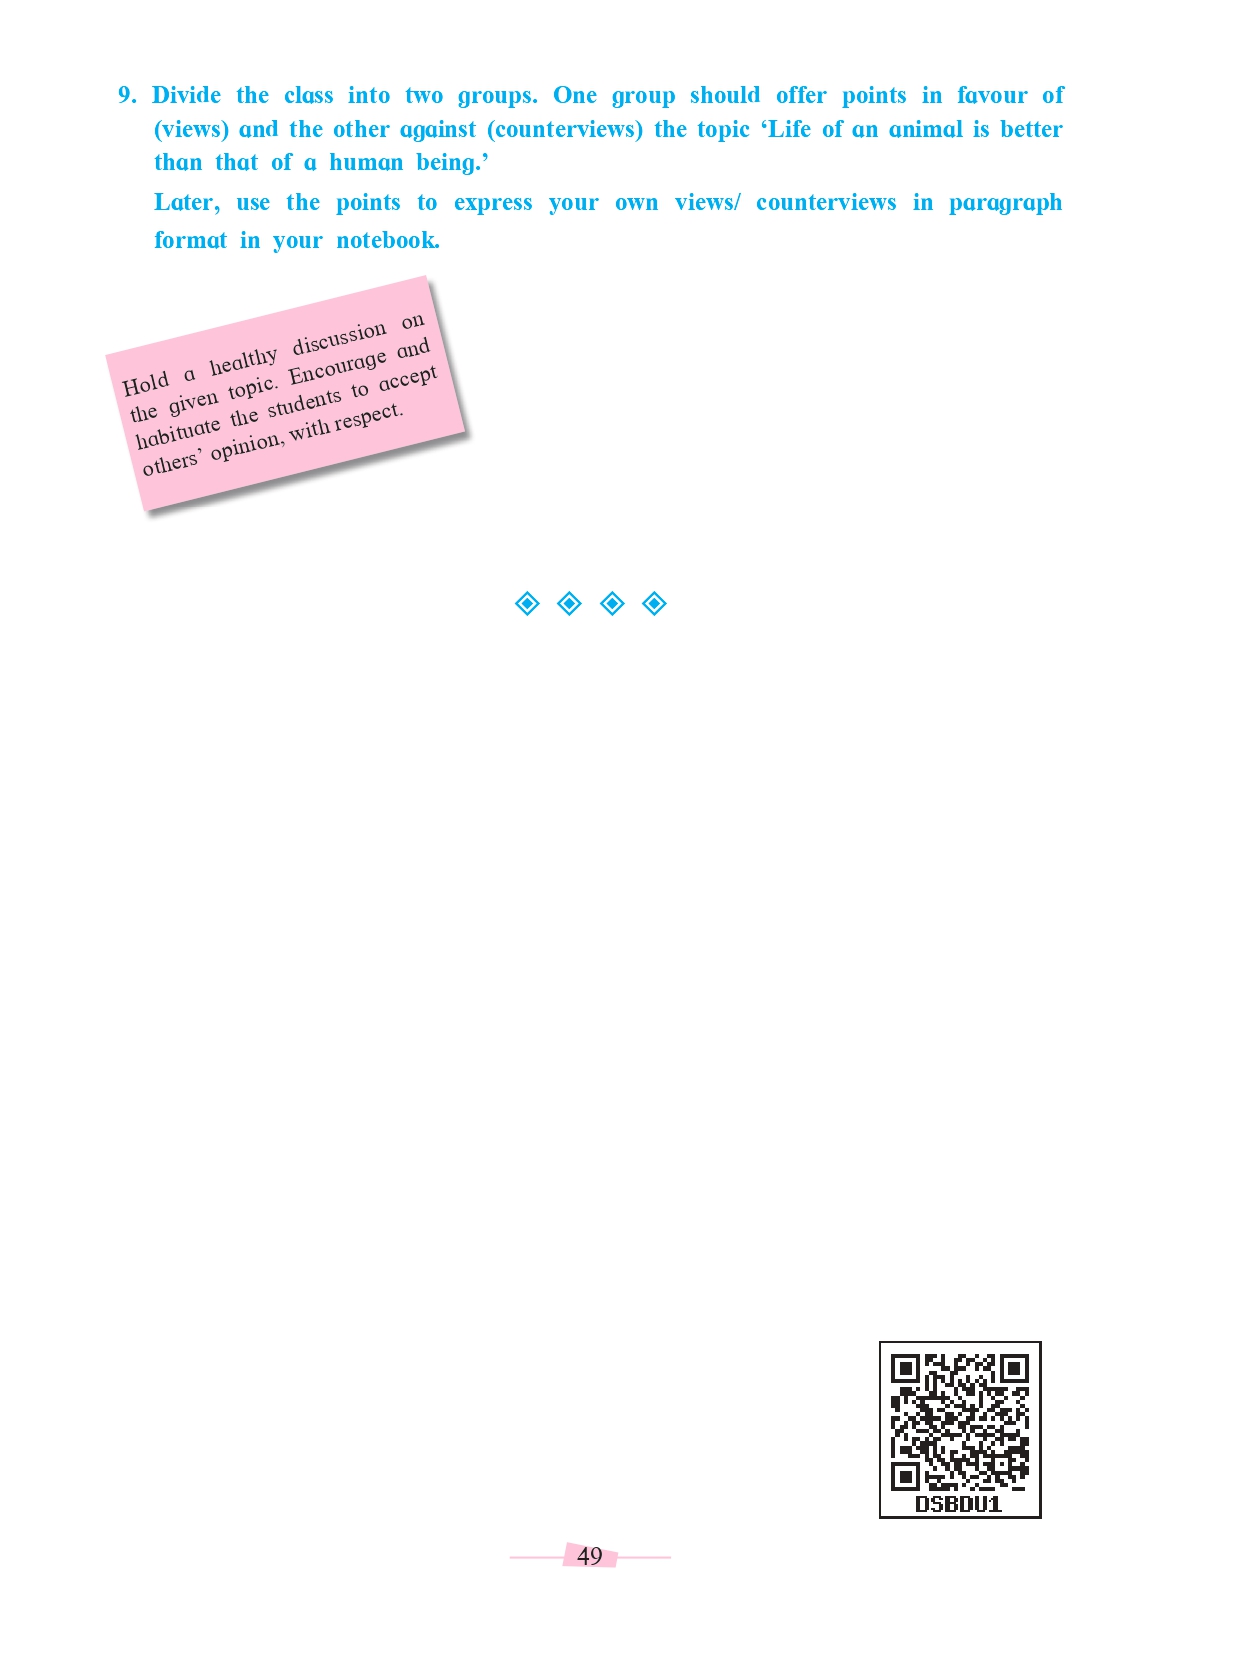 9. Divide the class into two groups. One group should offer points in favour of
(views) and the other against (counterviews) the topic ‘Life of an animal is better
than that of a human being.’
Later, use the points to express your own views/ counterviews in paragraph
format in your notebook.
Hold a healthy discussion on
the given topic. Encourage and
habituate the students to accept
others’ opinion, with respect.
DSBDU1
49